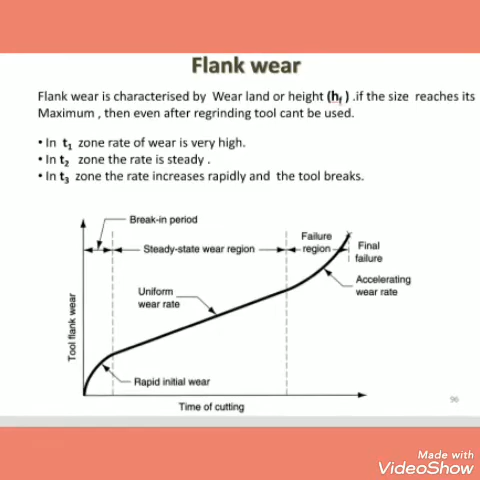 Flank wear
Flank wear is characterised by Wear land or height (hf ) .if the size reaches its
Maximum , then even after regrinding tool cant be used.
• In t1 zone rate of wear is very high.
• In t2 zone the rate is steady .
• In t3 zone the rate increases rapidly and the tool breaks.
Break-in period
Steady-state wear region
Failure
region
Final
failure
Accelerating
wear rate
Uniform
wear rate
Tool flank wear
Rapid initial wear
Time of cutting
96
Made with
VideoShow